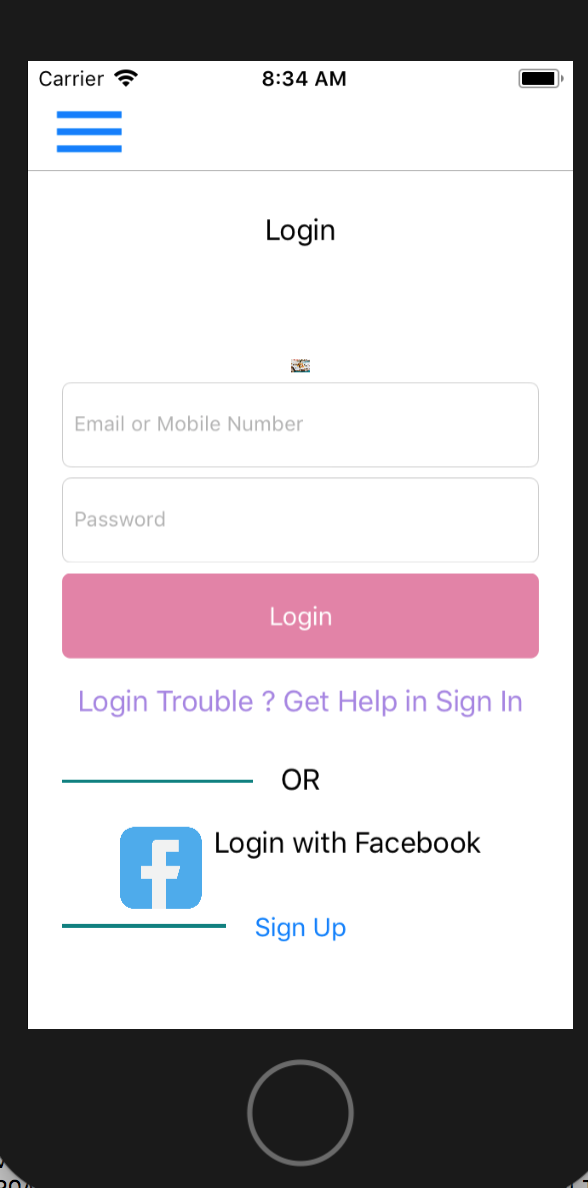 Carrier 8:34 AM
Login
Email or Mobile Number
Password
Login
Login Trouble ? Get Help in Sign In
OR
f Login with Facebook
Sign Up